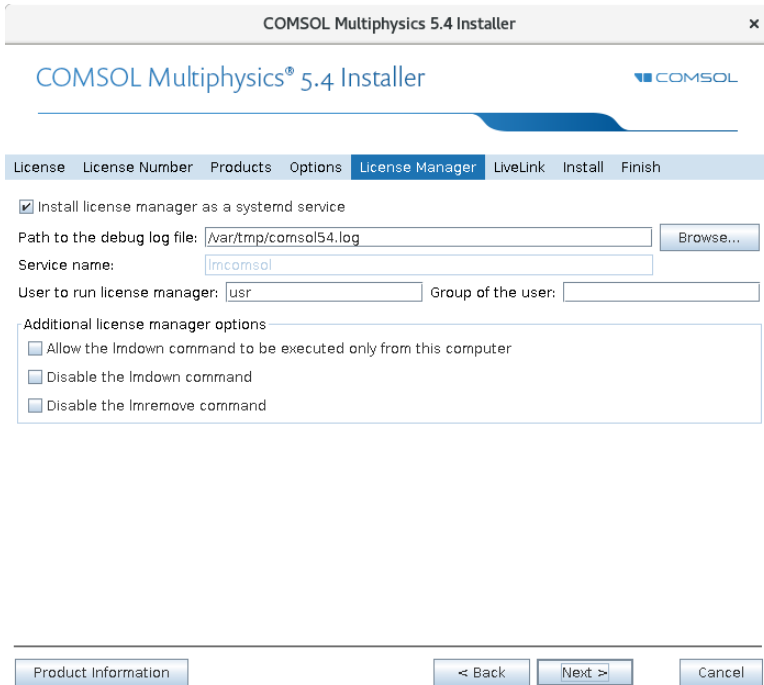 COMSOL Multiphysics 5.4 Installer ×
COMSOL Multiphysics® 5.4 Installer COMSOL
License License Number Products Options License Manager LiveLink Install Finish
Install license manager as a systemd service
Path to the debug log file: /var/tmp/comsol54.log Browse...
Service name: lmcomsol
User to run license manager: usr Group of the user:
Additional license manager options
Allow the lmdown command to be executed only from this computer
Disable the lmdown command
Disable the lmremove command
Product Information < Back Next > Cancel